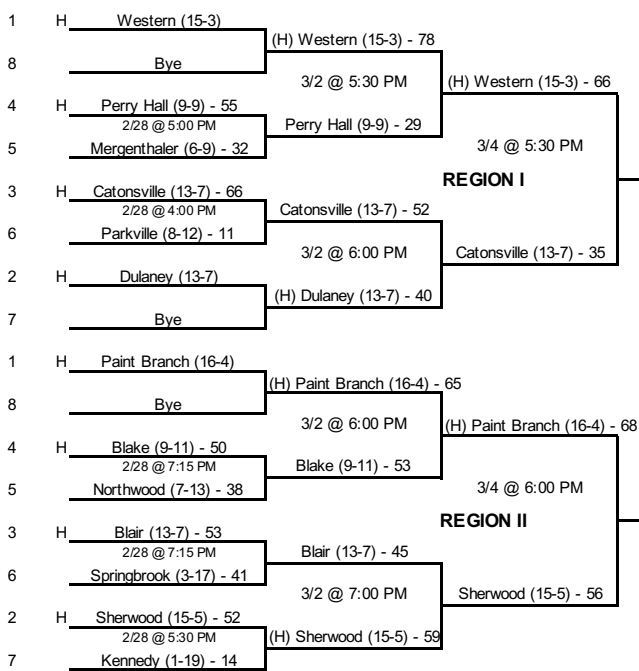 1 H Western (15-3)
(H) Western (15-3) - 78
8 Bye
3/2 @ 5:30 PM
(H) Western (15-3) - 66
4 H Perry Hall (9-9) - 55
2/28 @ 5:00 PM
Perry Hall (9-9) - 29
5 Mergenthaler (6-9) - 32
3/4 @ 5:30 PM
REGION I
3 H Catonsville (13-7) - 66
2/28 @ 4:00 PM
Catonsville (13-7) - 52
6 Parkville (8-12) - 11
3/2 @ 6:00 PM
Catonsville (13-7) - 35
2 H Dulaney (13-7)
(H) Dulaney (13-7) - 40
7 Bye
1 H Paint Branch (16-4)
(H) Paint Branch (16-4) - 65
8 Bye
3/2 @ 6:00 PM
(H) Paint Branch (16-4) - 68
4 H Blake (9-11) - 50
2/28 @ 7:15 PM
Blake (9-11) - 53
5 Northwood (7-13) - 38
3/4 @ 6:00 PM
REGION II
3 H Blair (13-7) - 53
2/28 @ 7:15 PM
Blair (13-7) - 45
6 Springbrook (3-17) - 41
3/2 @ 7:00 PM
Sherwood (15-5) - 56
2 H Sherwood (15-5) - 52
2/28 @ 5:30 PM
(H) Sherwood (15-5) - 59
7 Kennedy (1-19) - 14